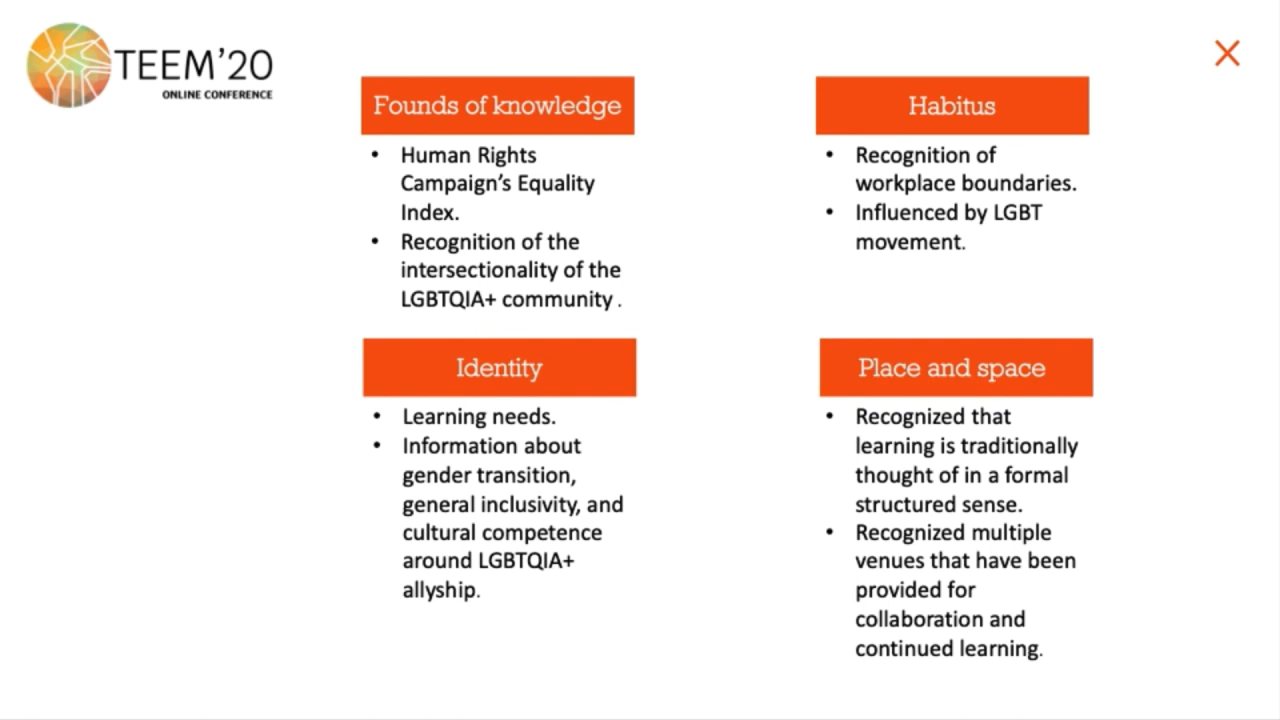 TEEM'20
ONLINE CONFERENCE
Founds of knowledge
• Human Rights
Campaign's Equality
Index.
• Recognition of the
intersectionality of the
LGBTQIA+ community .
Habitus
• Recognition of
workplace boundaries.
• Influenced by LGBT
movement.
Identity
• Learning needs.
• Information about
gender transition,
general inclusivity, and
cultural competence
around LGBTQIA+
allyship.
Place and space
• Recognized that
learning is traditionally
thought of in a formal
structured sense.
• Recognized multiple
venues that have been
provided for
collaboration and
continued learning.